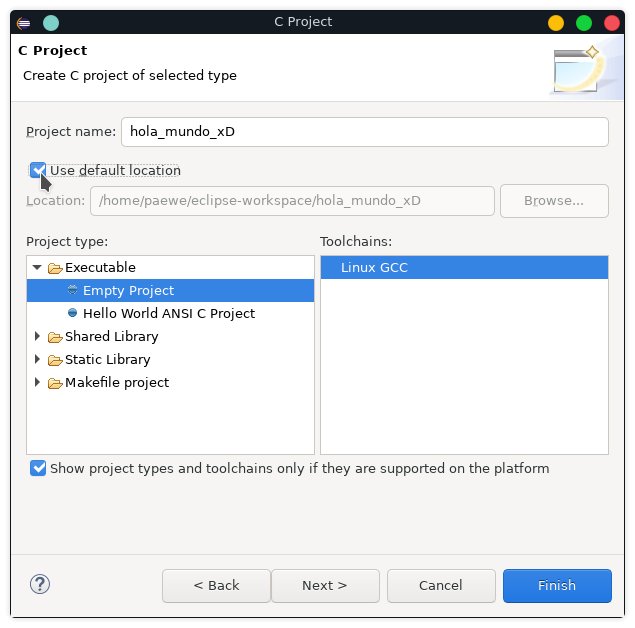 C Project
C Project
Create C project of selected type
Project name: hola_mundo_xD
Use default location
Location: /home/paewe/eclipse-workspace/hola_mundo_xD Browse...
Project type: Toolchains:
Executable Linux GCC
Empty Project
Hello World ANSI C Project
Shared Library
Static Library
Makefile project
Show project types and toolchains only if they are supported on the platform
? < Back Next > Cancel Finish